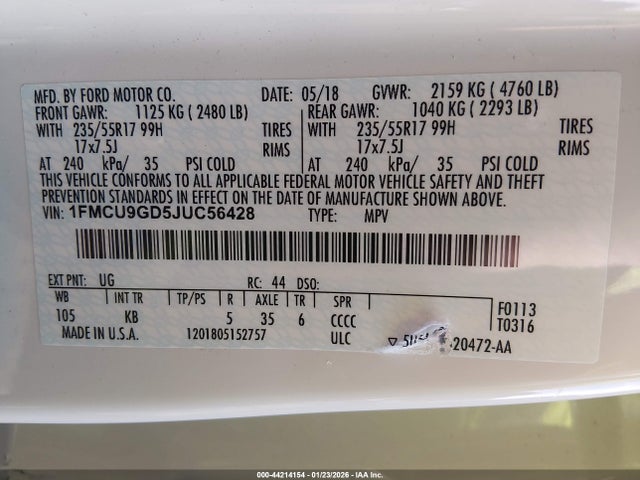 MFD. BY FORD MOTOR CO. DATE: 05/18 GVWR: 2159 KG ( 4760 LB)
FRONT GAWR: 1125 KG ( 2480 LB) REAR GAWR: 1040 KG ( 2293 LB)
WITH 235/55R17 99H TIRES WITH 235/55R17 99H TIRES
17x7.5J RIMS 17x7.5J RIMS
AT 240 kPa/ 35 PSI COLD AT 240 kPa/ 35 PSI COLD
THIS VEHICLE CONFORMS TO ALL APPLICABLE FEDERAL MOTOR VEHICLE SAFETY AND THEFT
PREVENTION STANDARDS IN EFFECT ON THE DATE OF MANUFACTURE SHOWN ABOVE.
VIN: 1FMCU9GD5JUC56428 TYPE: MPV
EXT PNT: UG RC: 44 DSO:
WB INT TR TP/PS R AXLE TR SPR F0113
105 KB 5 35 6 CCCC T0316
MADE IN U.S.A. 1201805152757 ULC 20472-AA
000-44214154 | 01/23/2026 - Copyright IAA, Inc.